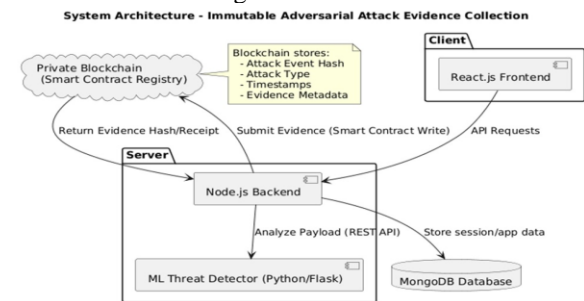 System Architecture - Immutable Adversarial Attack Evidence Collection
Private Blockchain
(Smart Contract Registry)
Blockchain stores:
- Attack Event Hash
- Attack Type
- Timestamps
- Evidence Metadata
Client
React.js Frontend
Return Evidence Hash/Receipt
Submit Evidence (Smart Contract Write)
API Requests
Server
Node.js Backend
Analyze Payload (REST API)
Store session/app data
ML Threat Detector (Python/Flask)
MongoDB Database